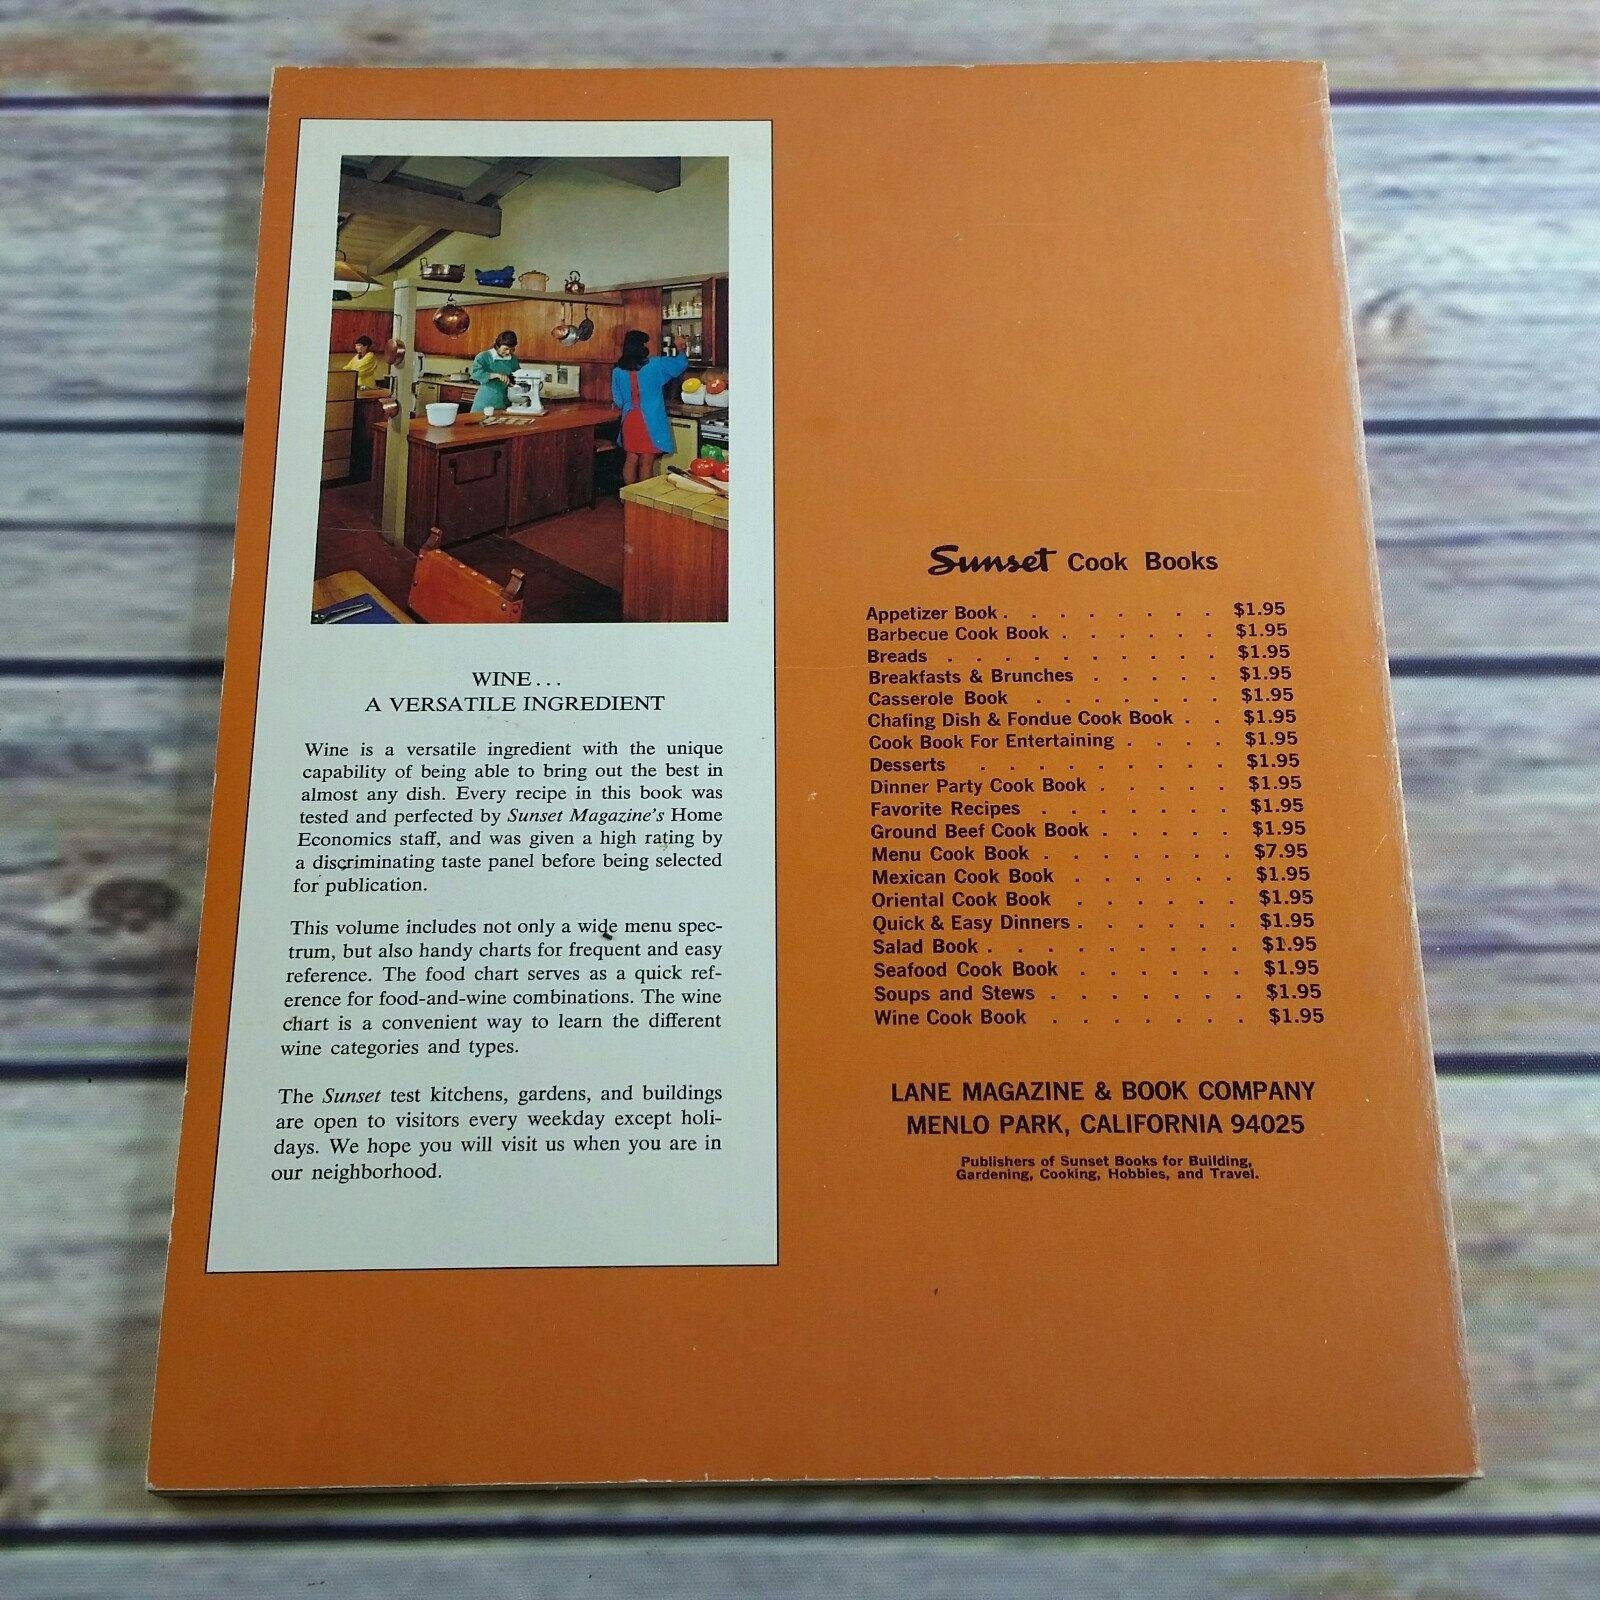 WINE...
A VERSATILE INGREDIENT
Wine is a versatile ingredient with the unique
capability of being able to bring out the best in
almost any dish. Every recipe in this book was
tested and perfected by Sunset Magazine's Home
Economics staff, and was given a high rating by
a discriminating taste panel before being selected
for publication.
This volume includes not only a wide menu spec-
trum, but also handy charts for frequent and easy
reference. The food chart serves as a quick ref-
erence for food-and-wine combinations. The wine
chart is a convenient way to learn the different
wine categories and types.
The Sunset test kitchens, gardens, and buildings
are open to visitors every weekday except holi-
days. We hope you will visit us when you are in
our neighborhood.
Sunset Cook Books
Appetizer Book . . . . . . . . $1.95
Barbecue Cook Book . . . . . . $1.95
Breads . . . . . . . . . . $1.95
Breakfasts & Brunches . . . . . $1.95
Casserole Book . . . . . . . $1.95
Chafing Dish & Fondue Cook Book . . $1.95
Cook Book For Entertaining . . . . $1.95
Desserts . . . . . . . . . $1.95
Dinner Party Cook Book . . . . . $1.95
Favorite Recipes . . . . . . . $1.95
Ground Beef Cook Book . . . . . $1.95
Menu Cook Book . . . . . . . $7.95
Mexican Cook Book . . . . . . $1.95
Oriental Cook Book . . . . . . $1.95
Quick & Easy Dinners . . . . . . $1.95
Salad Book . . . . . . . . . $1.95
Seafood Cook Book . . . . . . $1.95
Soups and Stews . . . . . . . $1.95
Wine Cook Book . . . . . . . $1.95
LANE MAGAZINE & BOOK COMPANY
MENLO PARK, CALIFORNIA 94025
Publishers of Sunset Books for Building,
Gardening, Cooking, Hobbies, and Travel.